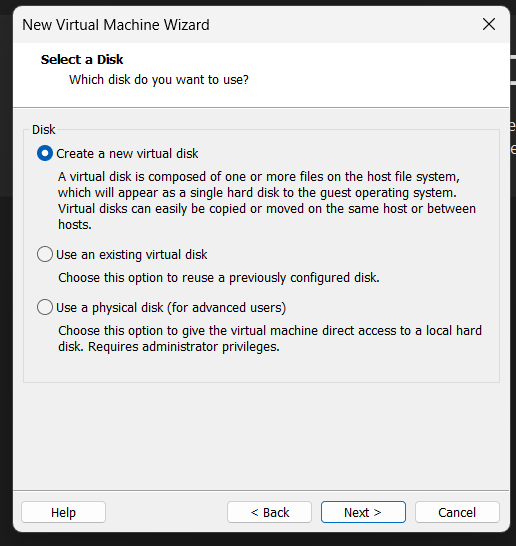 New Virtual Machine Wizard
Select a Disk
Which disk do you want to use?
Disk
Create a new virtual disk
A virtual disk is composed of one or more files on the host file system,
which will appear as a single hard disk to the guest operating system.
Virtual disks can easily be copied or moved on the same host or between
hosts.
Use an existing virtual disk
Choose this option to reuse a previously configured disk.
Use a physical disk (for advanced users)
Choose this option to give the virtual machine direct access to a local hard
disk. Requires administrator privileges.
Help
< Back
Next >
Cancel